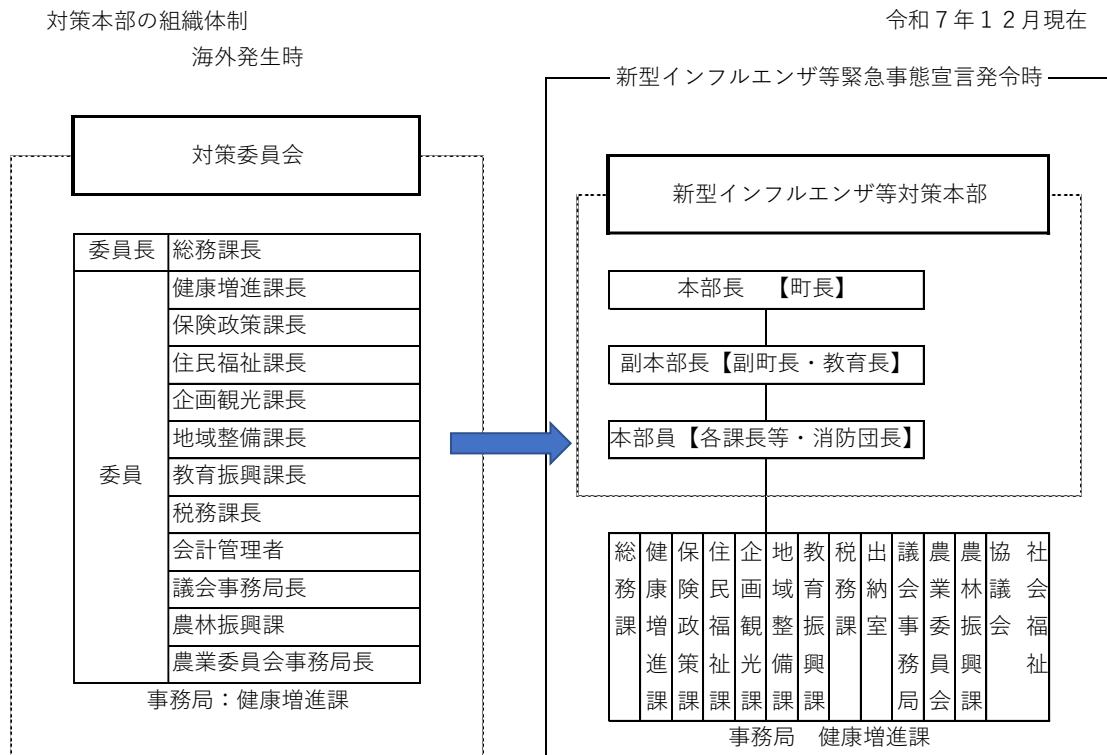 対策本部の組織体制
令和7年12月現在
海外発生時
新型インフルエンザ等緊急事態宣言発令時
対策委員会
新型インフルエンザ等対策本部
委員長 総務課長
委員
健康増進課長
保険政策課長
住民福祉課長
企画観光課長
地域整備課長
教育振興課長
税務課長
会計管理者
議会事務局長
農林振興課
農業委員会事務局長
事務局:健康増進課
本部長 【町長】
副本部長【副町長・教育長】
本部員【各課長等・消防団長】
総務課
健康増進課
保険政策課
住民福祉課
企画観光課
地域整備課
教育振興課
税務課
出納室
議会事務局
農業委員会
農林振興課
社会福祉
協議会
事務局 健康増進課